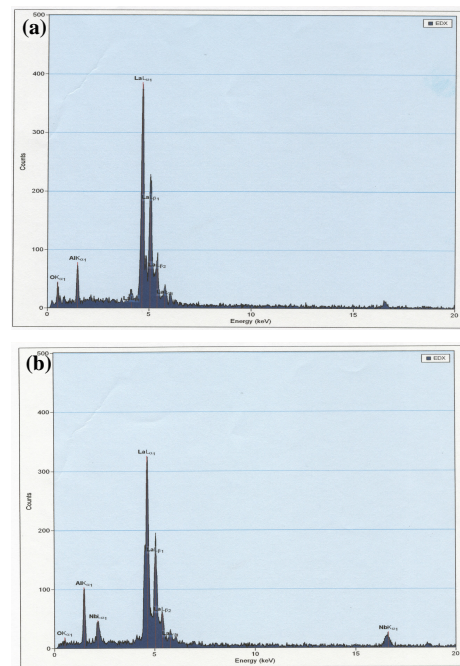 (a)
EDX
500
400
300
200
100
0
Counts
LaLα1
LaLβ1
LaLβ2
AlKα1
OKα1
0
5
10
15
20
Energy (keV)
(b)
EDX
500
400
300
200
100
0
Counts
LaLα1
LaLβ1
LaLβ2
AlKα1
NbKα1
OKα1
0
5
10
15
20
Energy (keV)